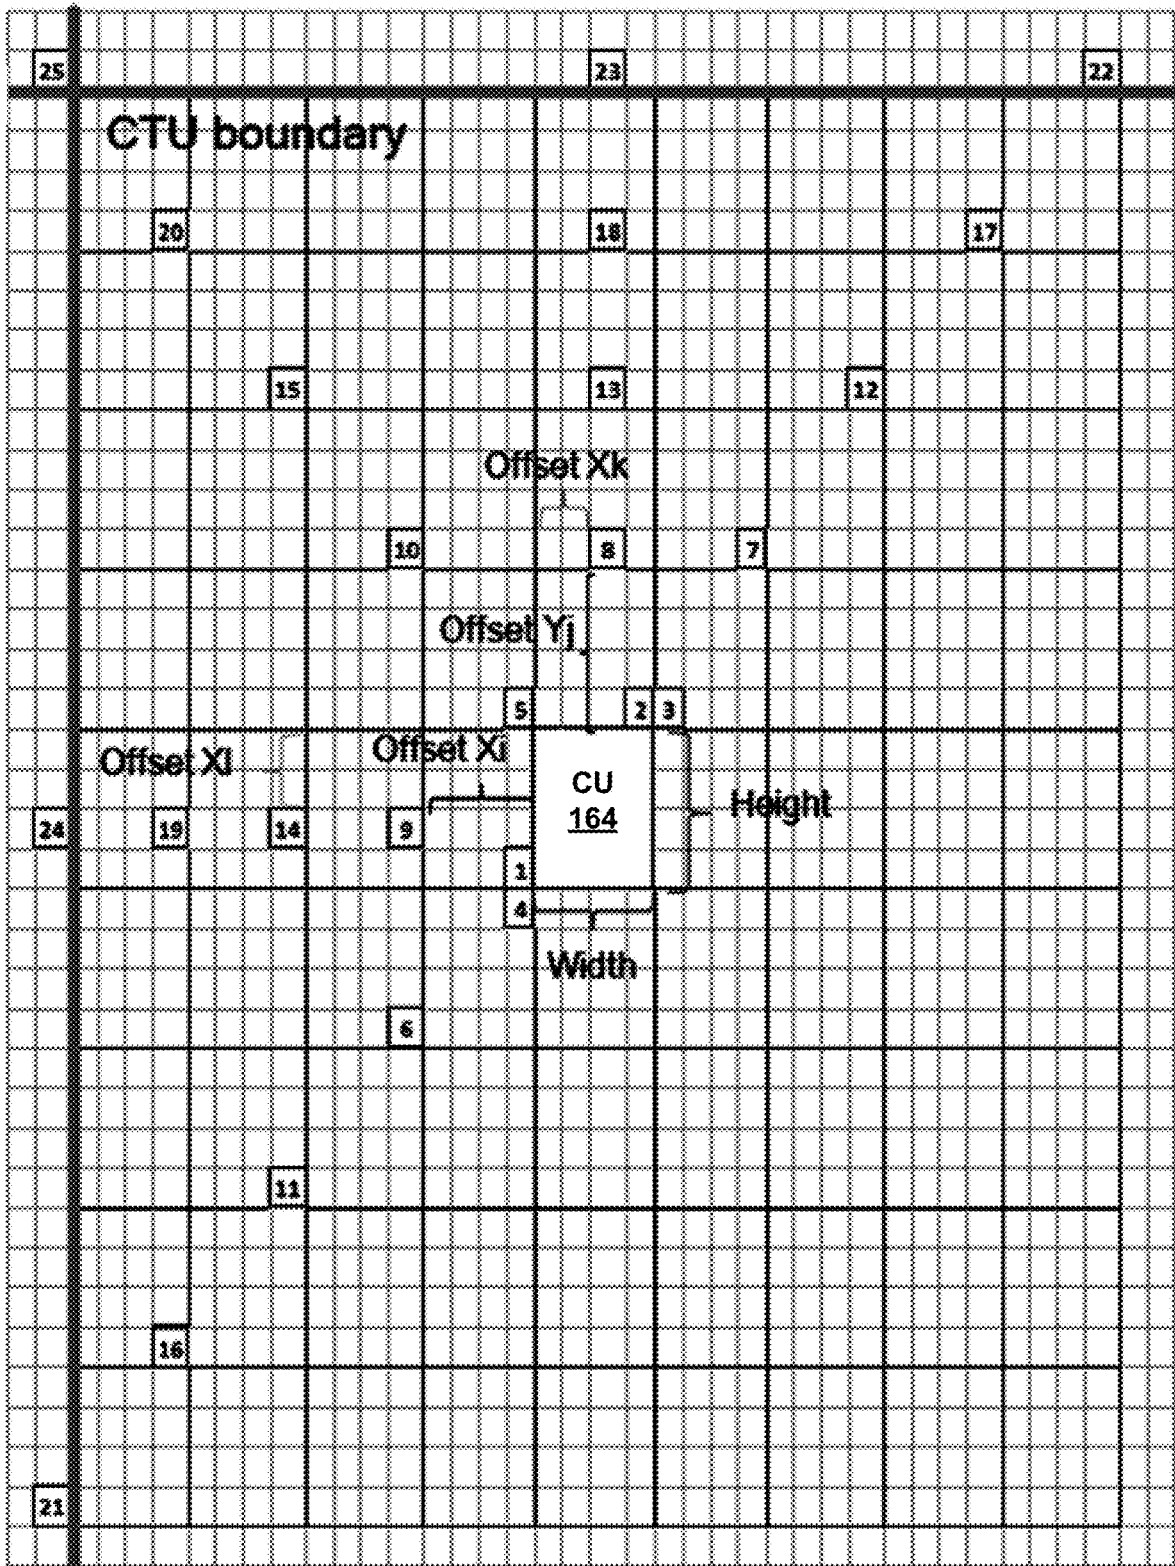 25 23 22
CTU boundary
20 18 17
15 13 12
Offset Xk
10 8 7
Offset Yj
5 2 3
Offset Xl Offset Xi
CU
164
Height
24 19 14 9
1
4
Width
6
11
16
21